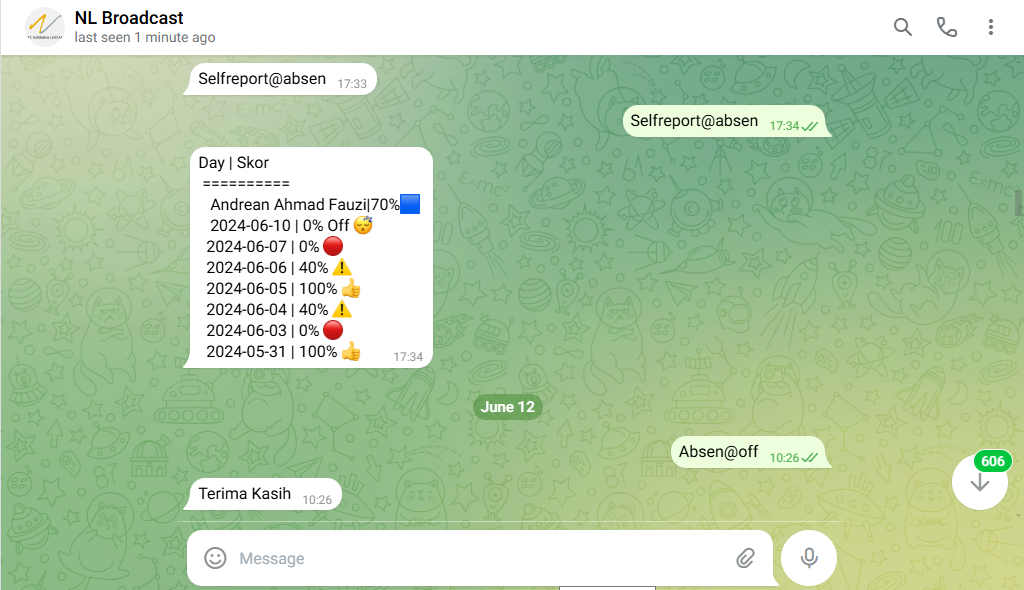 NL Broadcast
last seen 1 minute ago
Selfreport@absen 17:33
Selfreport@absen 17:34
Day | Skor
==========
Andrean Ahmad Fauzi|70%🟦
2024-06-10 | 0% Off 😴
2024-06-07 | 0% 🔴
2024-06-06 | 40% ⚠️
2024-06-05 | 100% 👍
2024-06-04 | 40% ⚠️
2024-06-03 | 0% 🔴
2024-05-31 | 100% 👍 17:34
June 12
Absen@off 10:26
606
Terima Kasih 10:26
Message